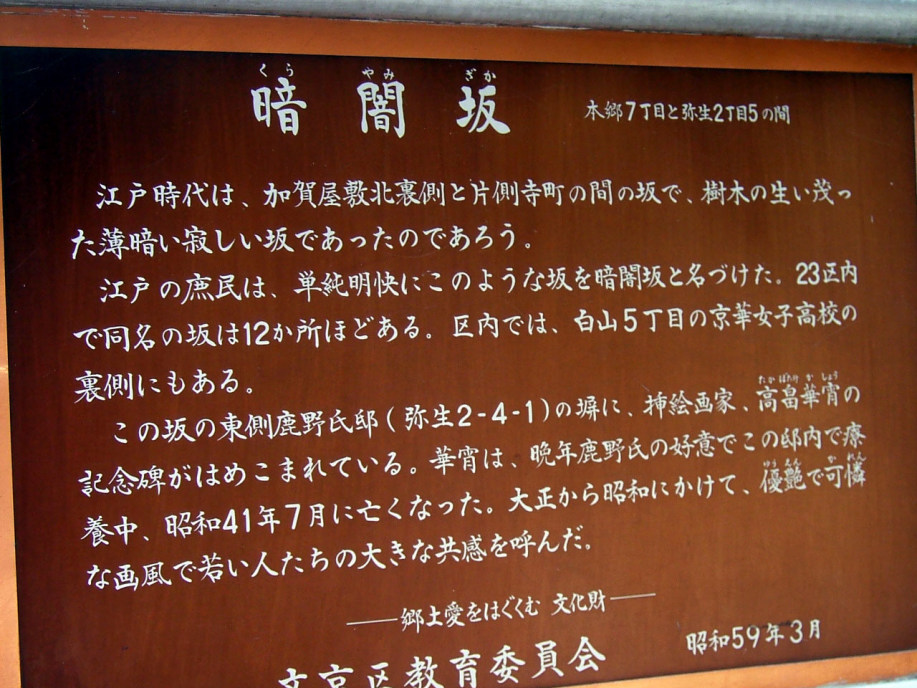 くらやみざか
暗闇坂 本郷7丁目と弥生2丁目5の間
江戸時代は、加賀屋敷北裏側と片側寺町の間の坂で、樹木の生い茂っ
た薄暗い寂しい坂であったのであろう。
江戸の庶民は、単純明快にこのような坂を暗闇坂と名づけた。23区内
で同名の坂は12か所ほどある。区内では、白山5丁目の京華女子高校の
裏側にもある。
たかばたけかしょう
この坂の東側鹿野氏邸(弥生2-4-1)の塀に、挿絵画家、高畠華宵の
記念碑がはめこまれている。華宵は、晩年鹿野氏の好意でこの邸内で療
ゆうえん かれん
養中、昭和41年7月に亡くなった。大正から昭和にかけて、優艶で可憐
な画風で若い人たちの大きな共感を呼んだ。
――郷土愛をはぐくむ 文化財――
文京区教育委員会 昭和59年3月